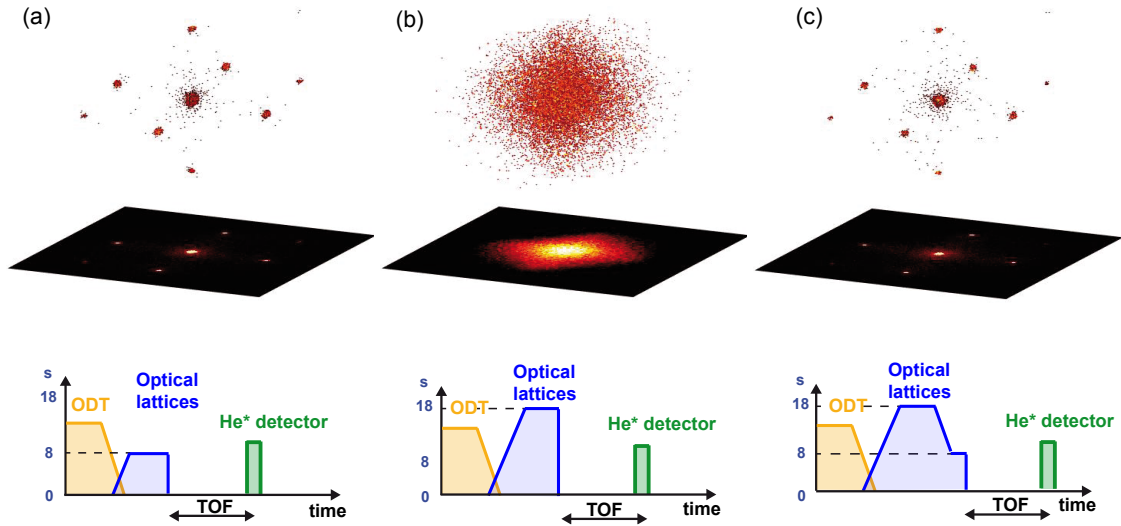 (a)
(b)
(c)
s
18
8
0
ODT
Optical
lattices
He* detector
TOF
time
s
18
8
0
ODT
Optical
lattices
He* detector
TOF
time
s
18
8
0
ODT
Optical
lattices
He* detector
TOF
time